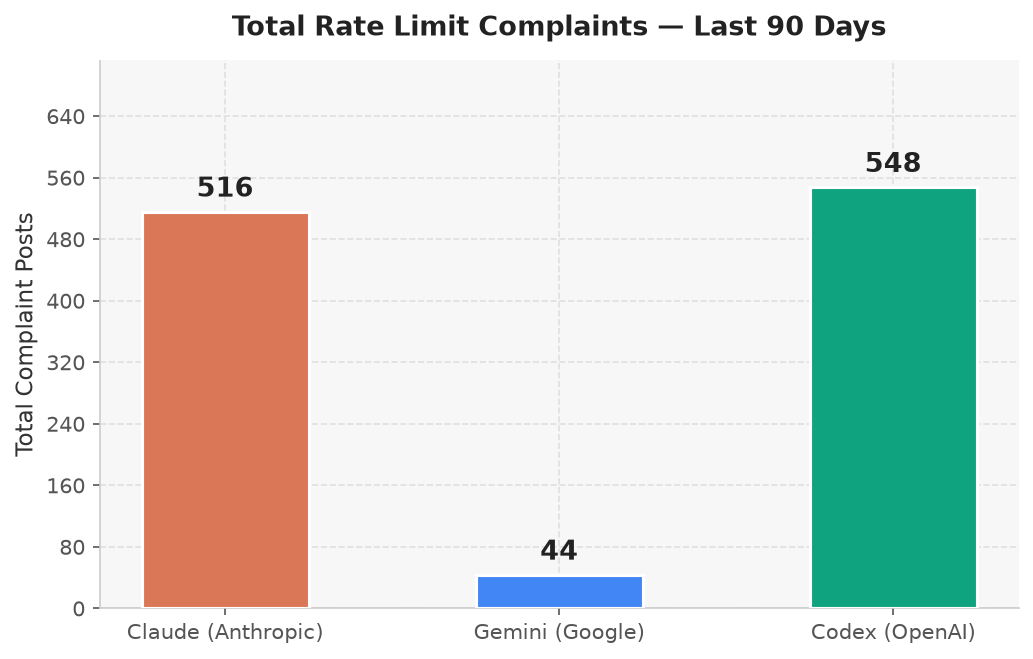 Total Rate Limit Complaints — Last 90 Days
Total Complaint Posts
640
560
480
400
320
240
160
80
0
516
44
548
Claude (Anthropic)
Gemini (Google)
Codex (OpenAI)